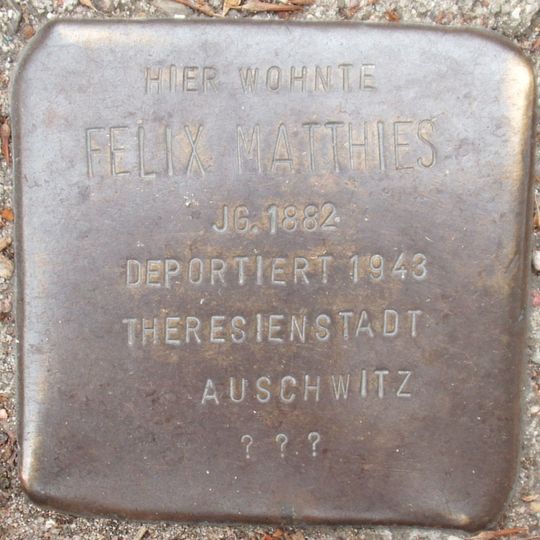 HIER WOHNTE
FELIX MATTHIES
JG. 1882
DEPORTIERT 1943
THERESIENSTADT
AUSCHWITZ
? ? ?